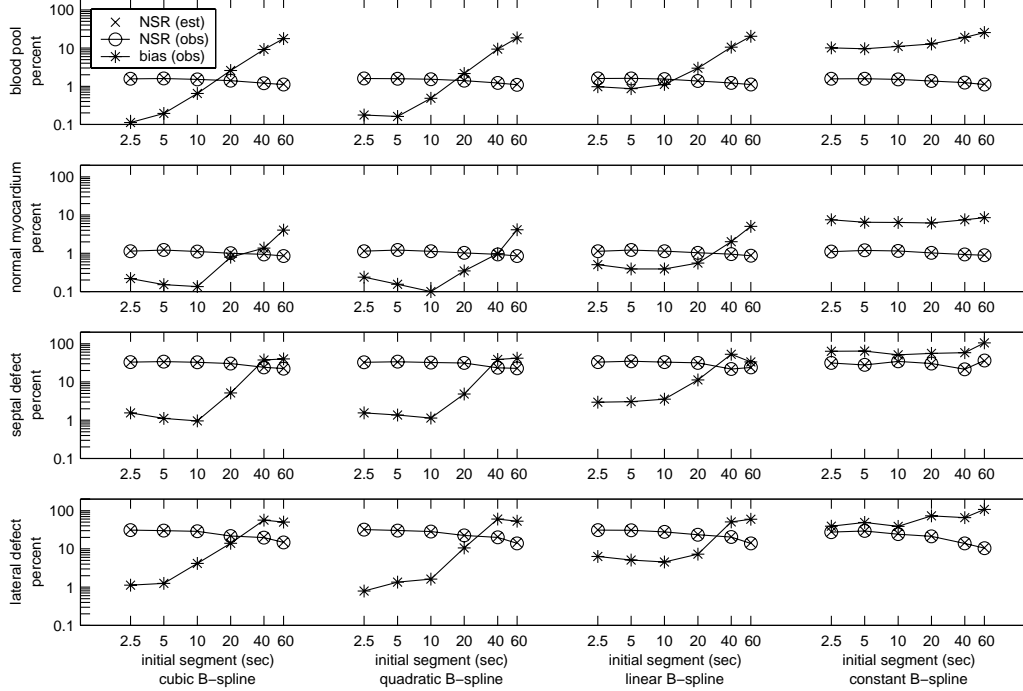 NSR (est)
NSR (obs)
bias (obs)
blood pool
percent
100
10
1
0.1
2.5 5 10 20 40 60 2.5 5 10 20 40 60 2.5 5 10 20 40 60 2.5 5 10 20 40 60
normal myocardium
percent
100
10
1
0.1
2.5 5 10 20 40 60 2.5 5 10 20 40 60 2.5 5 10 20 40 60 2.5 5 10 20 40 60
septal defect
percent
100
10
1
0.1
2.5 5 10 20 40 60 2.5 5 10 20 40 60 2.5 5 10 20 40 60 2.5 5 10 20 40 60
lateral defect
percent
100
10
1
0.1
2.5 5 10 20 40 60 2.5 5 10 20 40 60 2.5 5 10 20 40 60 2.5 5 10 20 40 60
initial segment (sec) initial segment (sec) initial segment (sec) initial segment (sec)
cubic B−spline quadratic B−spline linear B−spline constant B−spline